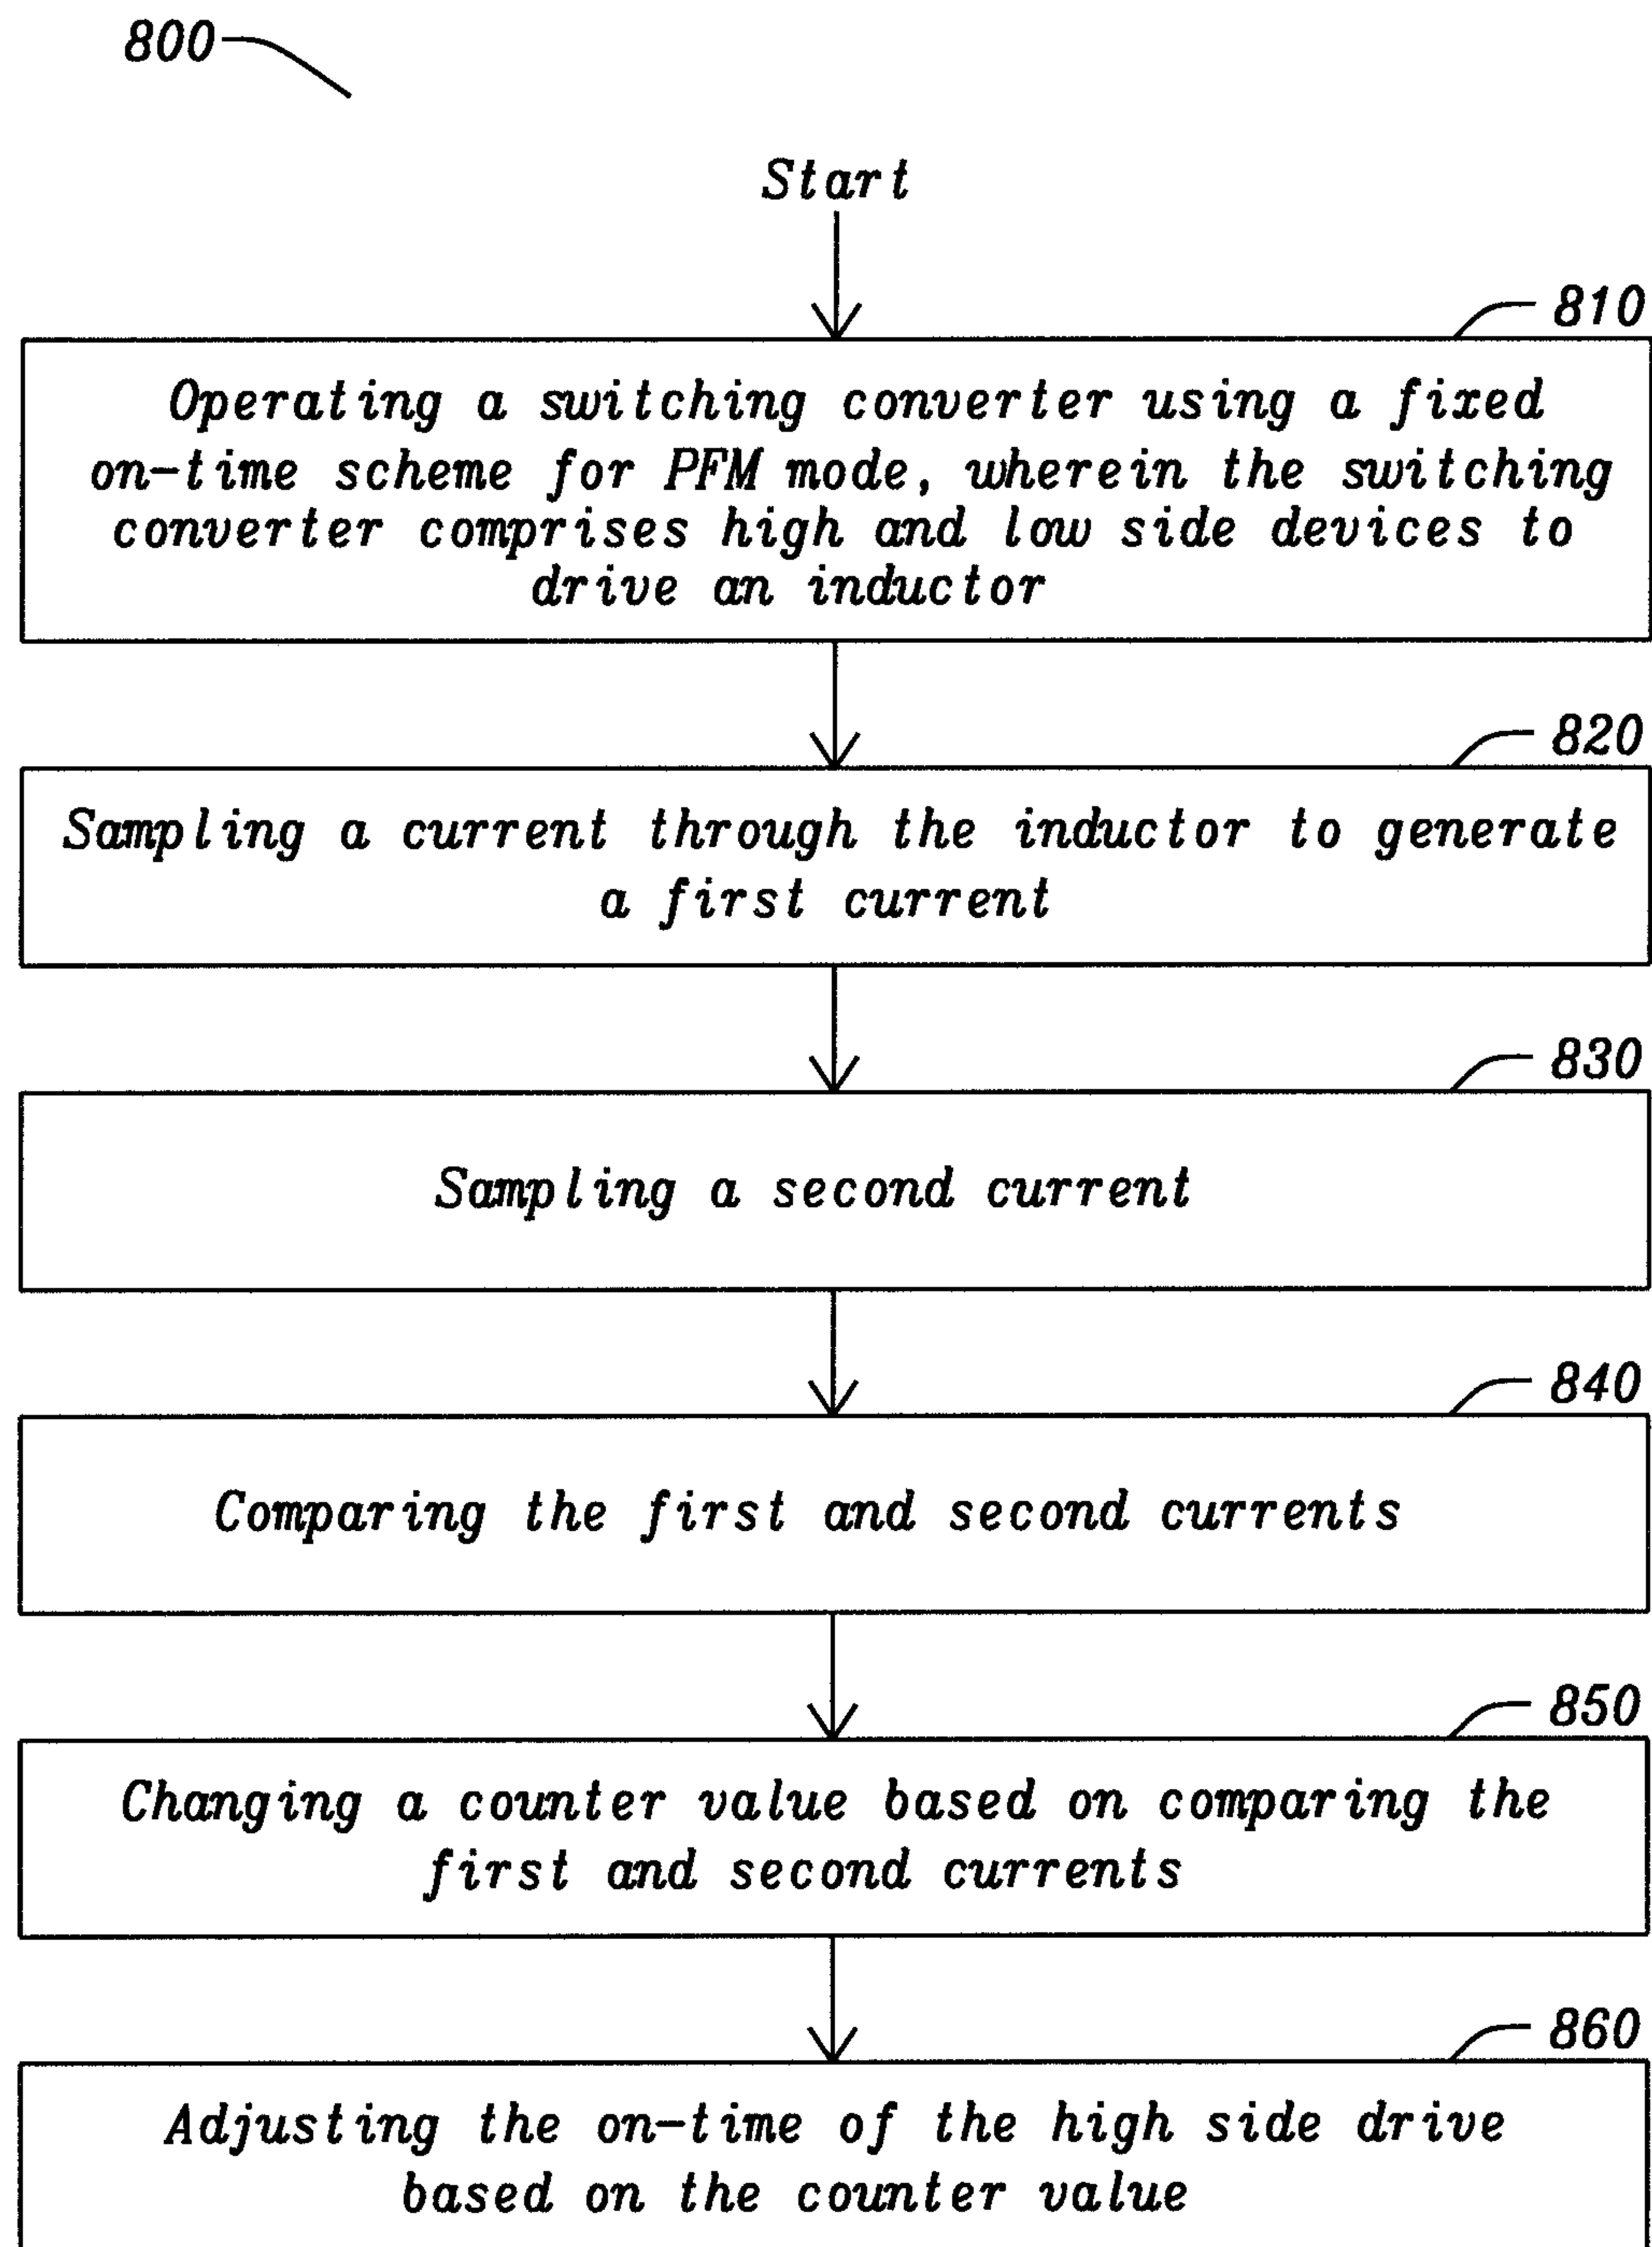 800
Start
810
Operating a switching converter using a fixed
on-time scheme for PFM mode, wherein the switching
converter comprises high and low side devices to
drive an inductor
820
Sampling a current through the inductor to generate
a first current
830
Sampling a second current
840
Comparing the first and second currents
850
Changing a counter value based on comparing the
first and second currents
860
Adjusting the on-time of the high side drive
based on the counter value